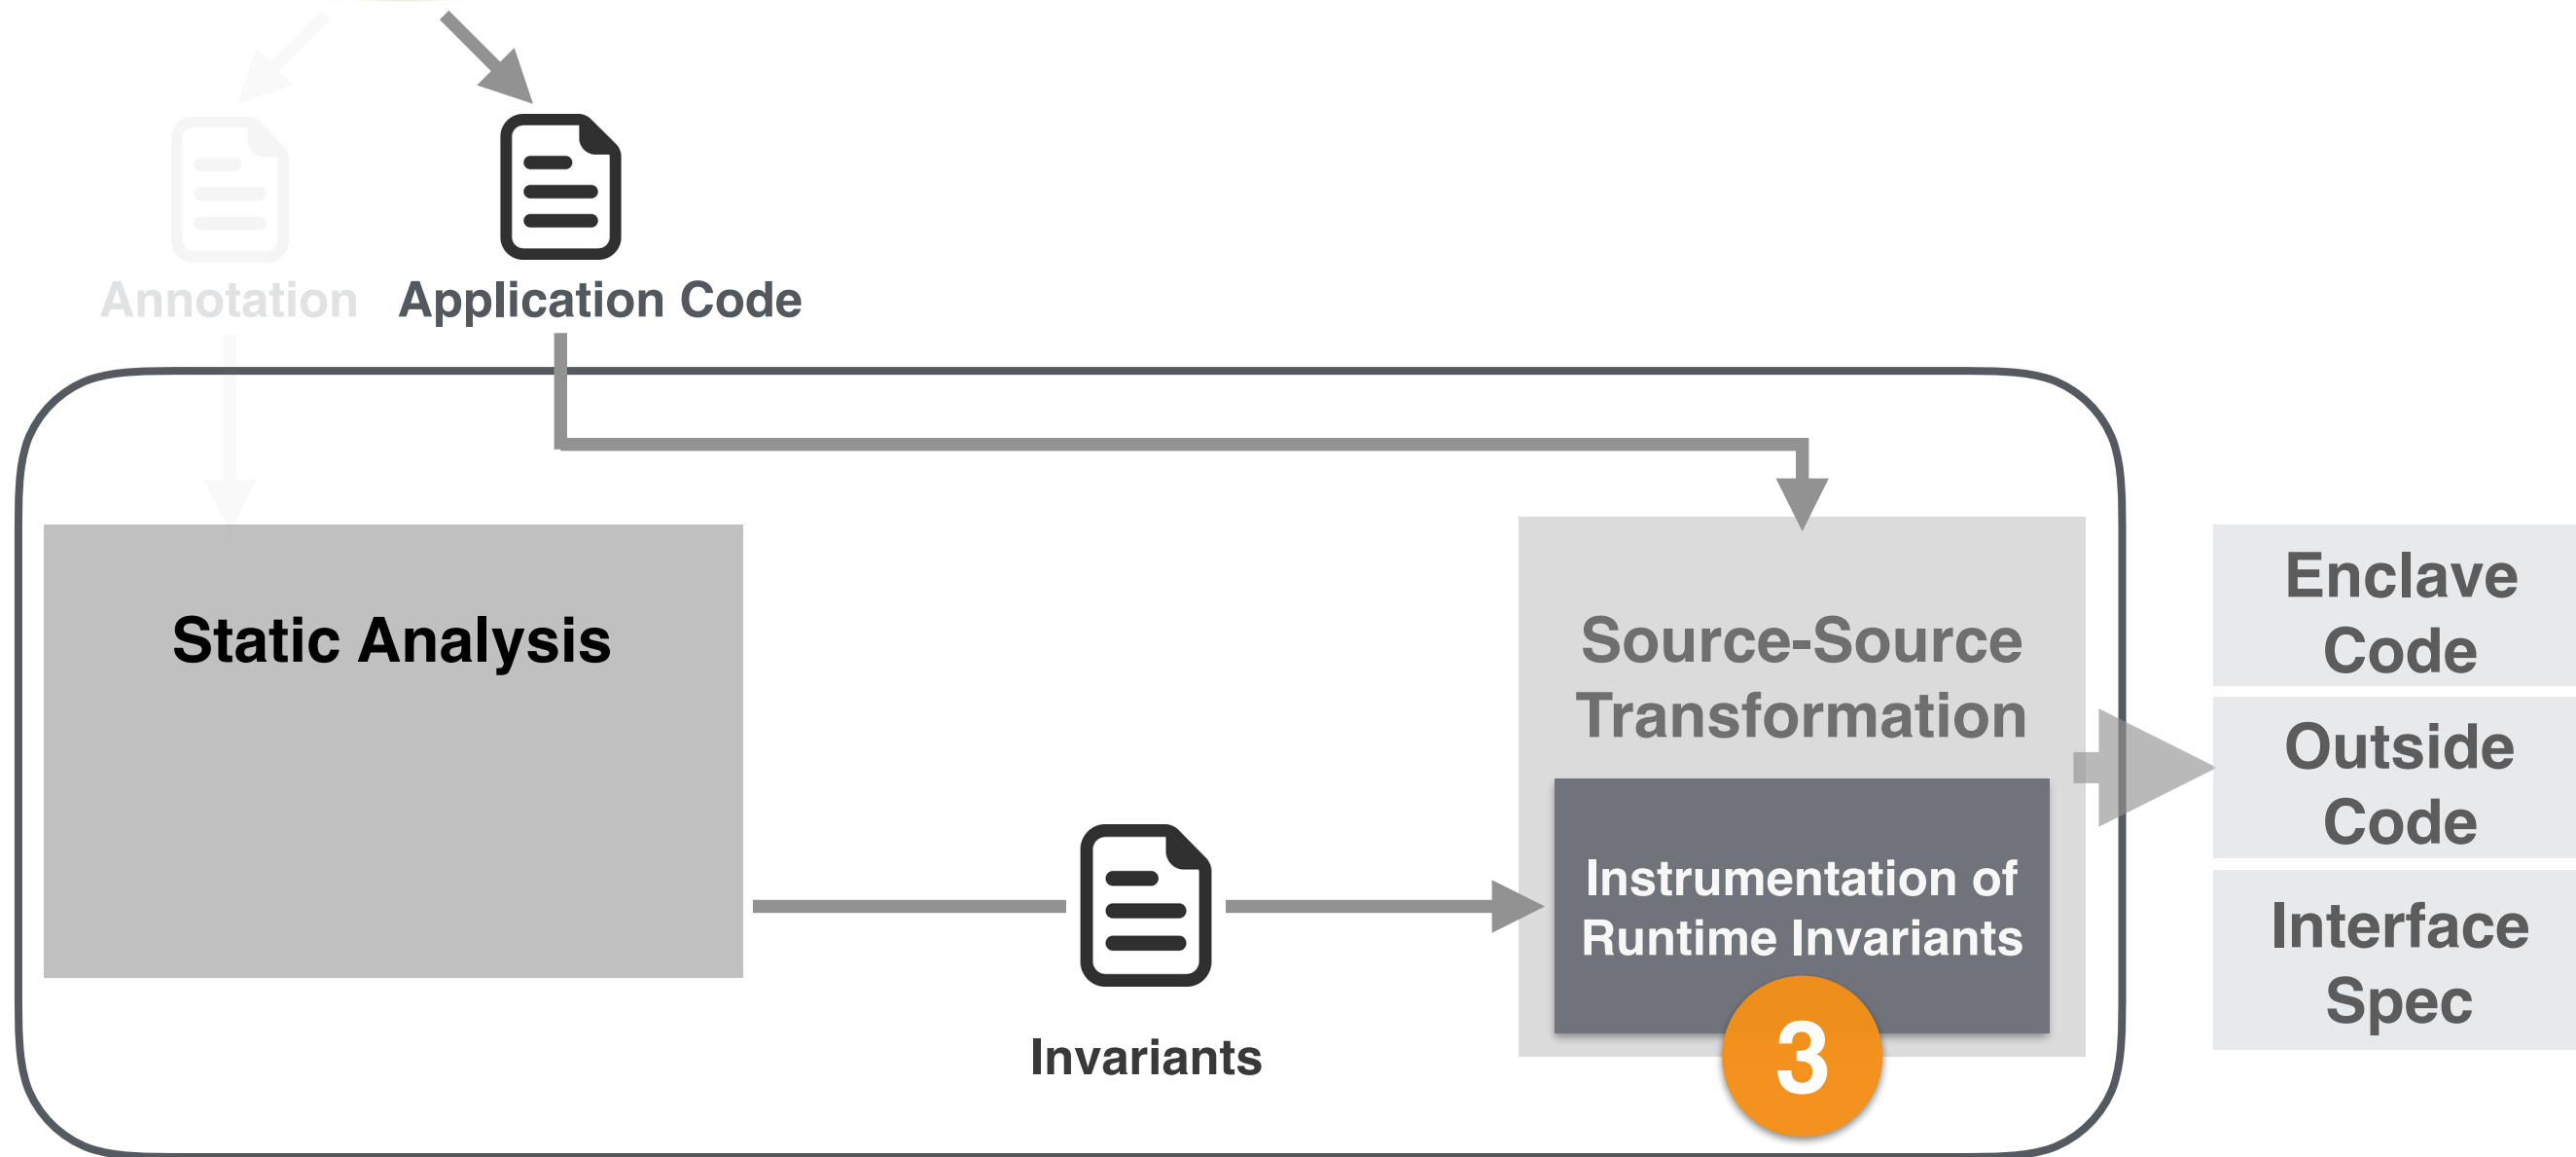 Annotation
Application Code
Static Analysis
Source-Source
Transformation
Instrumentation of
Runtime Invariants
3
Invariants
Enclave
Code
Outside
Code
Interface
Spec